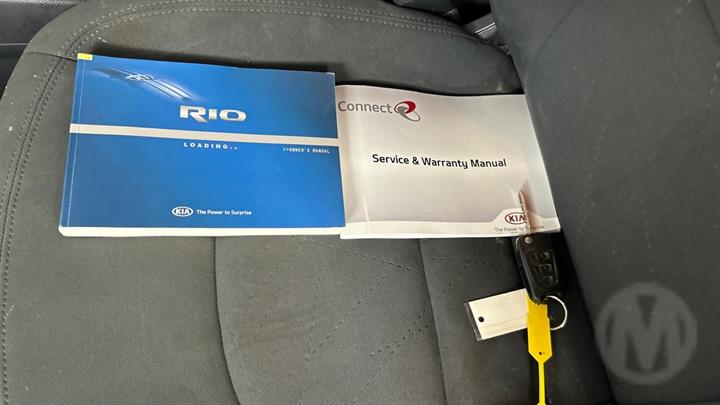 RIO
LOADING..
>>OWNER'S MANUAL
KIA The Power to Surprise
Connect
Service & Warranty Manual
KIA
The Power to Surprise
M